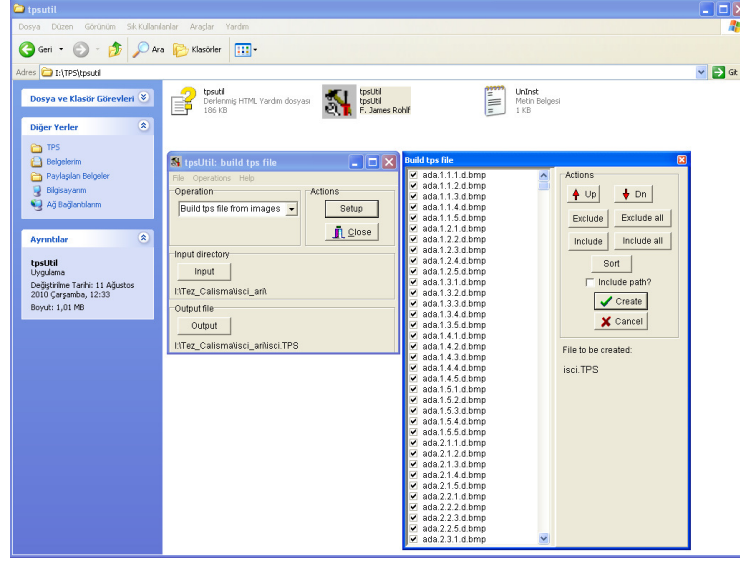 tpsutil
Dosya Düzen Görünüm Sık Kullanılanlar Araçlar Yardım
Geri Ara Klasörler
Adres I:\TPS\tpsutil Git
Dosya ve Klasör Görevleri
Diğer Yerler
TPS
Belgelerim
Paylaşılan Belgeler
Bilgisayarım
Ağ Bağlantılarım
Ayrıntılar
tpsUtil
Uygulama
Değiştirilme Tarihi: 11 Ağustos
2010 Çarşamba, 12:33
Boyut: 1,01 MB
tpsutil
Derlenmiş HTML Yardım dosyası
186 KB
tpsUtil
tpsUtil
F. James Rohlf
UnInst
Metin Belgesi
1 KB
tpsUtil: build tps file
File Operations Help
Operation
Build tps file from images
Actions
Setup
Close
Input directory
Input
I:\Tez_Calisma\isci_ari\
Output file
Output
I:\Tez_Calisma\isci_ari\isci.TPS
Build tps file
ada.1.1.1.d.bmp
ada.1.1.2.d.bmp
ada.1.1.3.d.bmp
ada.1.1.4.d.bmp
ada.1.1.5.d.bmp
ada.1.2.1.d.bmp
ada.1.2.2.d.bmp
ada.1.2.3.d.bmp
ada.1.2.4.d.bmp
ada.1.2.5.d.bmp
ada.1.3.1.d.bmp
ada.1.3.2.d.bmp
ada.1.3.3.d.bmp
ada.1.3.4.d.bmp
ada.1.3.5.d.bmp
ada.1.4.1.d.bmp
ada.1.4.2.d.bmp
ada.1.4.3.d.bmp
ada.1.4.4.d.bmp
ada.1.4.5.d.bmp
ada.1.5.1.d.bmp
ada.1.5.2.d.bmp
ada.1.5.3.d.bmp
ada.1.5.4.d.bmp
ada.1.5.5.d.bmp
ada.2.1.1.d.bmp
ada.2.1.2.d.bmp
ada.2.1.3.d.bmp
ada.2.1.4.d.bmp
ada.2.1.5.d.bmp
ada.2.2.1.d.bmp
ada.2.2.2.d.bmp
ada.2.2.3.d.bmp
ada.2.2.5.d.bmp
ada.2.3.1.d.bmp
Actions
Up Dn
Exclude Exclude all
Include Include all
Sort
Include path?
Create
Cancel
File to be created:
isci.TPS